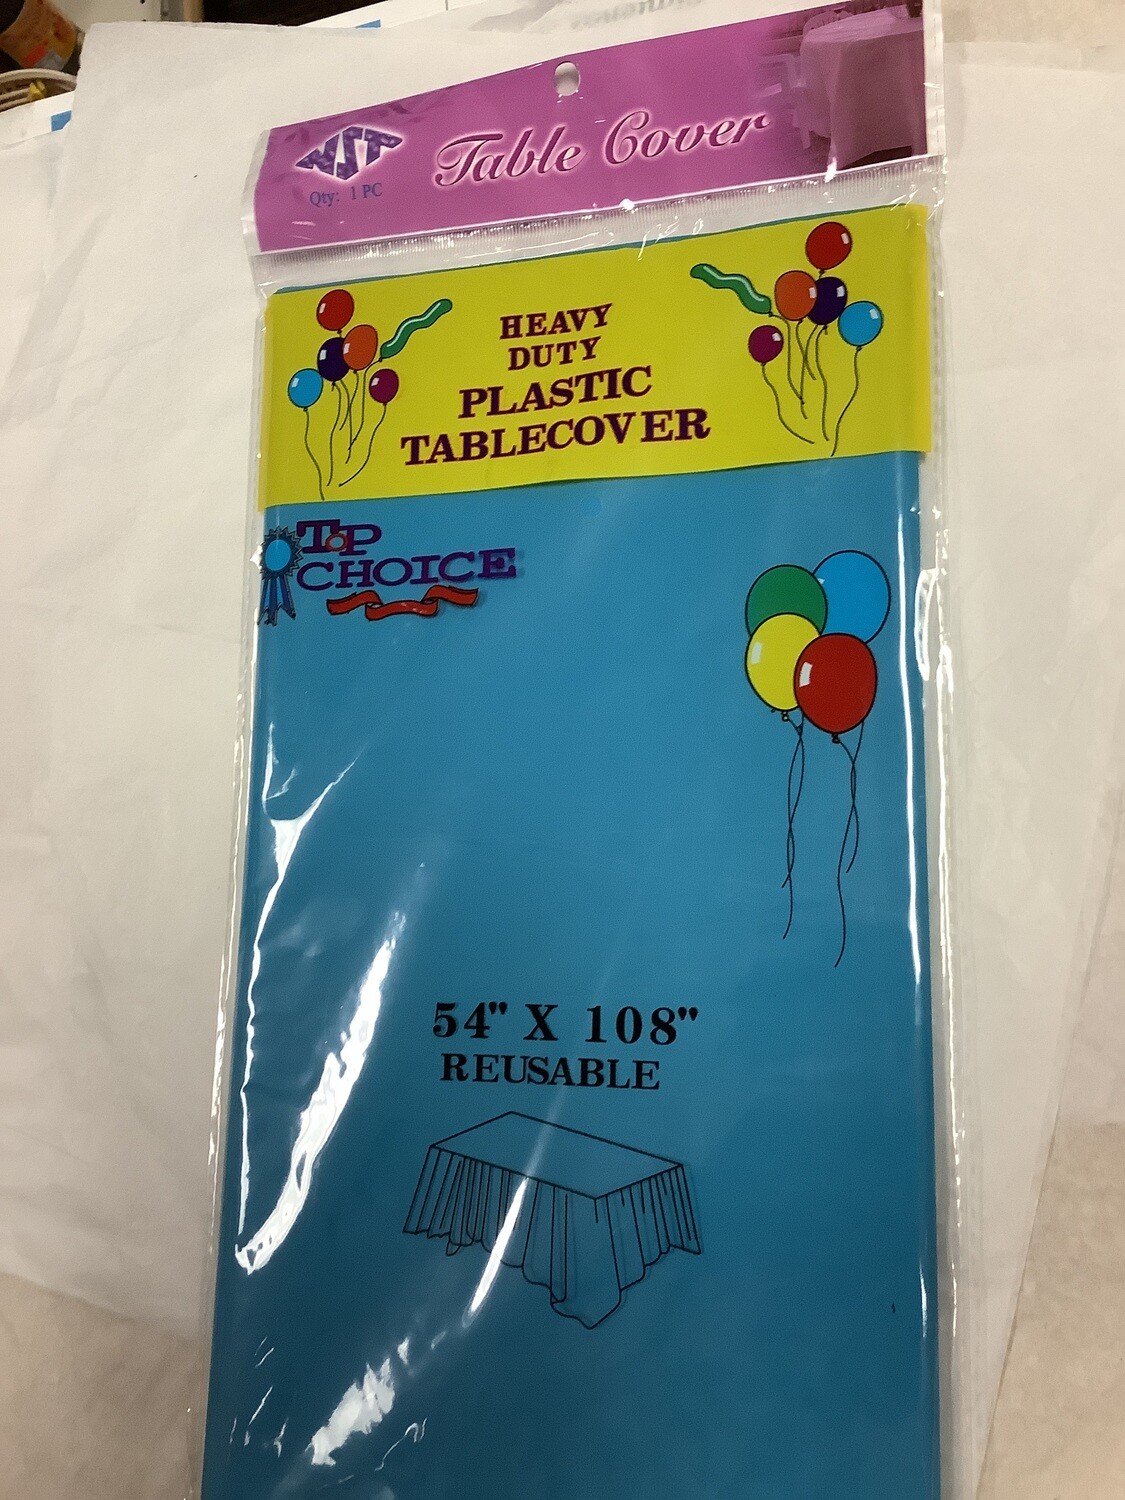 Table Cover
Qty: 1 PC
HEAVY
DUTY
PLASTIC
TABLECOVER
TOP
CHOICE
54" X 108"
REUSABLE